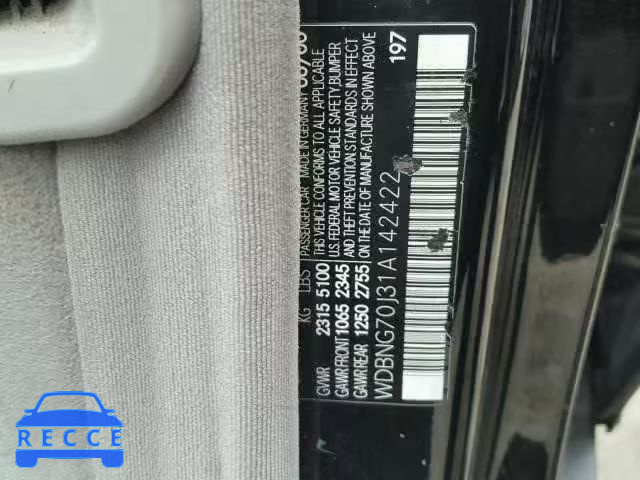 PASSENGER CAR MADE IN GERMANY
KG LBS THIS VEHICLE CONFORMS TO ALL APPLICABLE
GVWR 2315 5100 U.S. FEDERAL MOTOR VEHICLE SAFETY, BUMPER
GAWR FRONT 1065 2345 AND THEFT PREVENTION STANDARDS IN EFFECT
GAWR REAR 1250 2755 ON THE DATE OF MANUFACTURE SHOWN ABOVE
WDBNG70J31A142422
197
RECCE